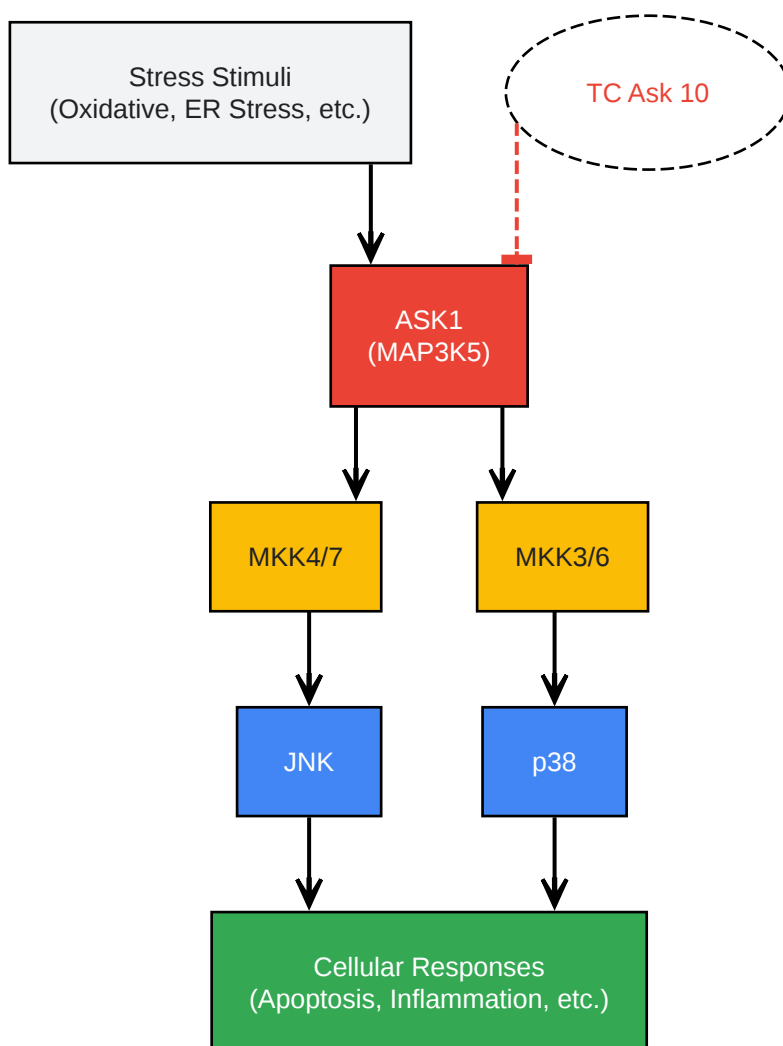 Stress Stimuli
(Oxidative, ER Stress, etc.)
TC Ask 10
ASK1
(MAP3K5)
MKK4/7
MKK3/6
JNK
p38
Cellular Responses
(Apoptosis, Inflammation, etc.)